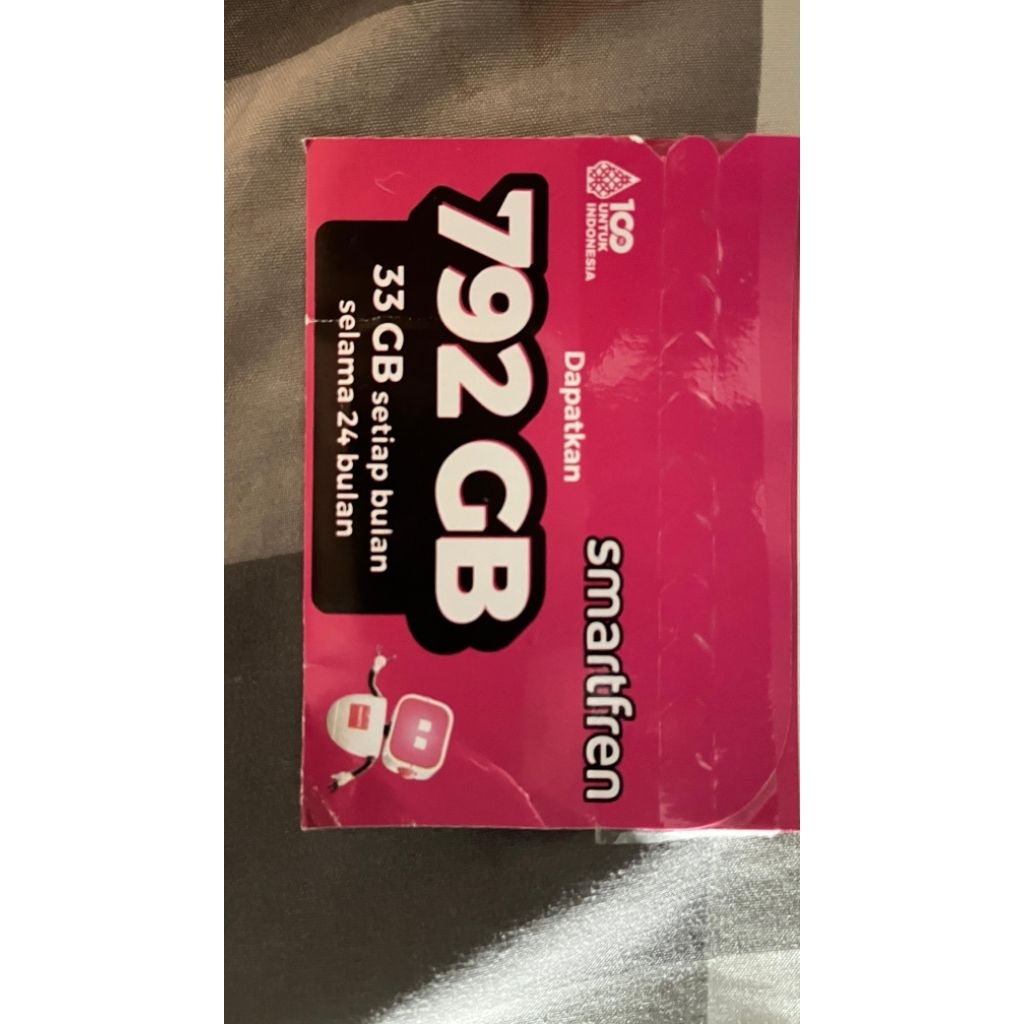 100
UNTUK
INDONESIA
smartfren
Dapatkan
792 GB
33 GB setiap bulan
selama 24 bulan